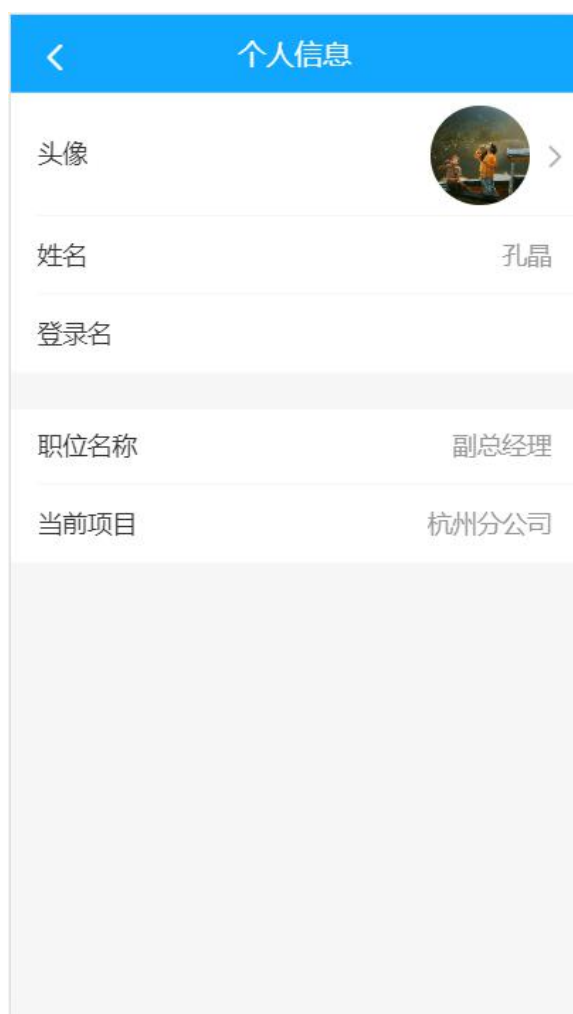 个人信息
头像
姓名 孔晶
登录名
职位名称 副总经理
当前项目 杭州分公司